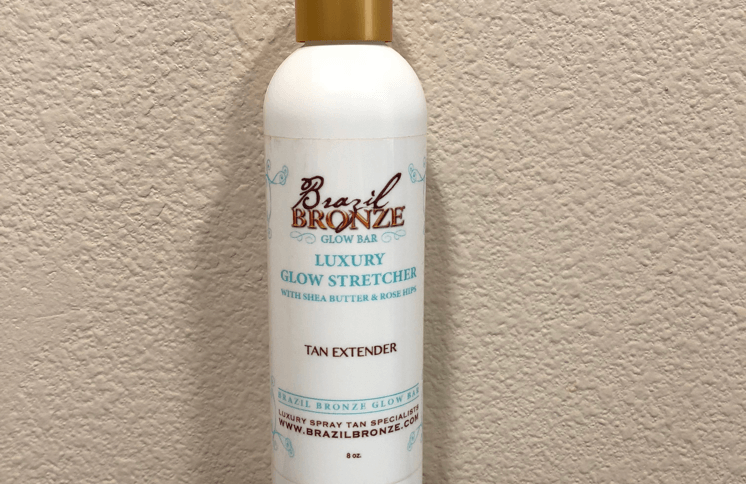 Brazil
BRONZE
GLOW BAR
LUXURY
GLOW STRETCHER
WITH SHEA BUTTER & ROSE HIPS
TAN EXTENDER
BRAZIL BRONZE GLOW BAR
LUXURY SPRAY TAN SPECIALISTS
WWW.BRAZILBRONZE.COM
8 oz.